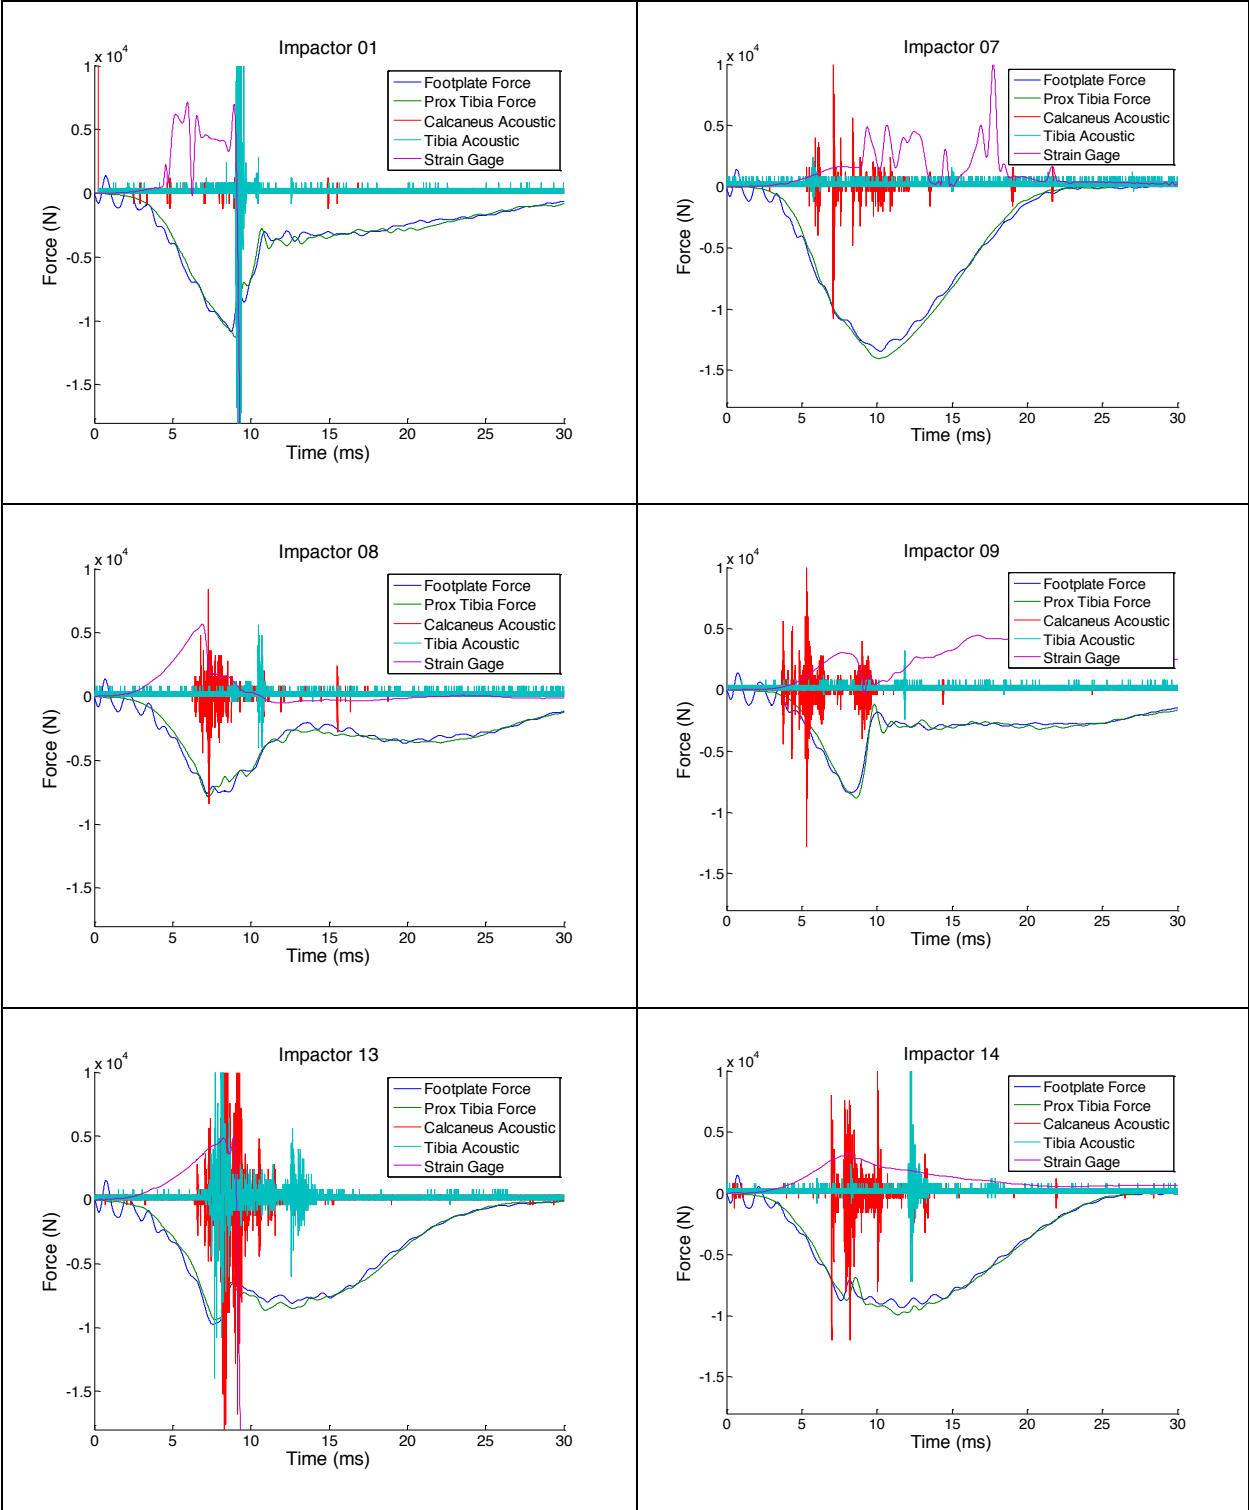 Impactor 01
x 10^4
1
0.5
0
-0.5
-1
-1.5
Force (N)
Footplate Force
Prox Tibia Force
Calcaneus Acoustic
Tibia Acoustic
Strain Gage
0 5 10 15 20 25 30
Time (ms)
Impactor 07
x 10^4
1
0.5
0
-0.5
-1
-1.5
Force (N)
Footplate Force
Prox Tibia Force
Calcaneus Acoustic
Tibia Acoustic
Strain Gage
0 5 10 15 20 25 30
Time (ms)
Impactor 08
x 10^4
1
0.5
0
-0.5
-1
-1.5
Force (N)
Footplate Force
Prox Tibia Force
Calcaneus Acoustic
Tibia Acoustic
Strain Gage
0 5 10 15 20 25 30
Time (ms)
Impactor 09
x 10^4
1
0.5
0
-0.5
-1
-1.5
Force (N)
Footplate Force
Prox Tibia Force
Calcaneus Acoustic
Tibia Acoustic
Strain Gage
0 5 10 15 20 25 30
Time (ms)
Impactor 13
x 10^4
1
0.5
0
-0.5
-1
-1.5
Force (N)
Footplate Force
Prox Tibia Force
Calcaneus Acoustic
Tibia Acoustic
Strain Gage
0 5 10 15 20 25 30
Time (ms)
Impactor 14
x 10^4
1
0.5
0
-0.5
-1
-1.5
Force (N)
Footplate Force
Prox Tibia Force
Calcaneus Acoustic
Tibia Acoustic
Strain Gage
0 5 10 15 20 25 30
Time (ms)